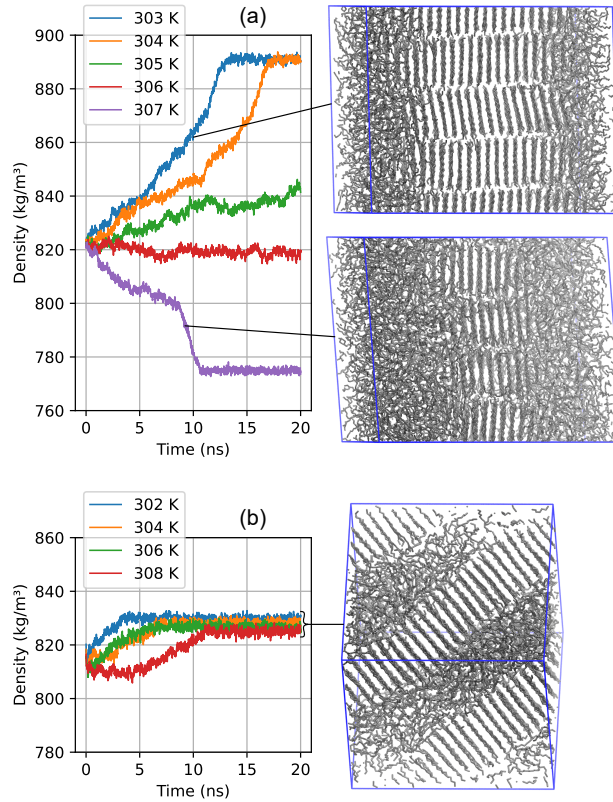 (a)
303 K
304 K
305 K
306 K
307 K
900
880
860
840
820
800
780
760
Density (kg/m³)
0 5 10 15 20
Time (ns)
(b)
302 K
304 K
306 K
308 K
860
840
820
800
780
Density (kg/m³)
0 5 10 15 20
Time (ns)